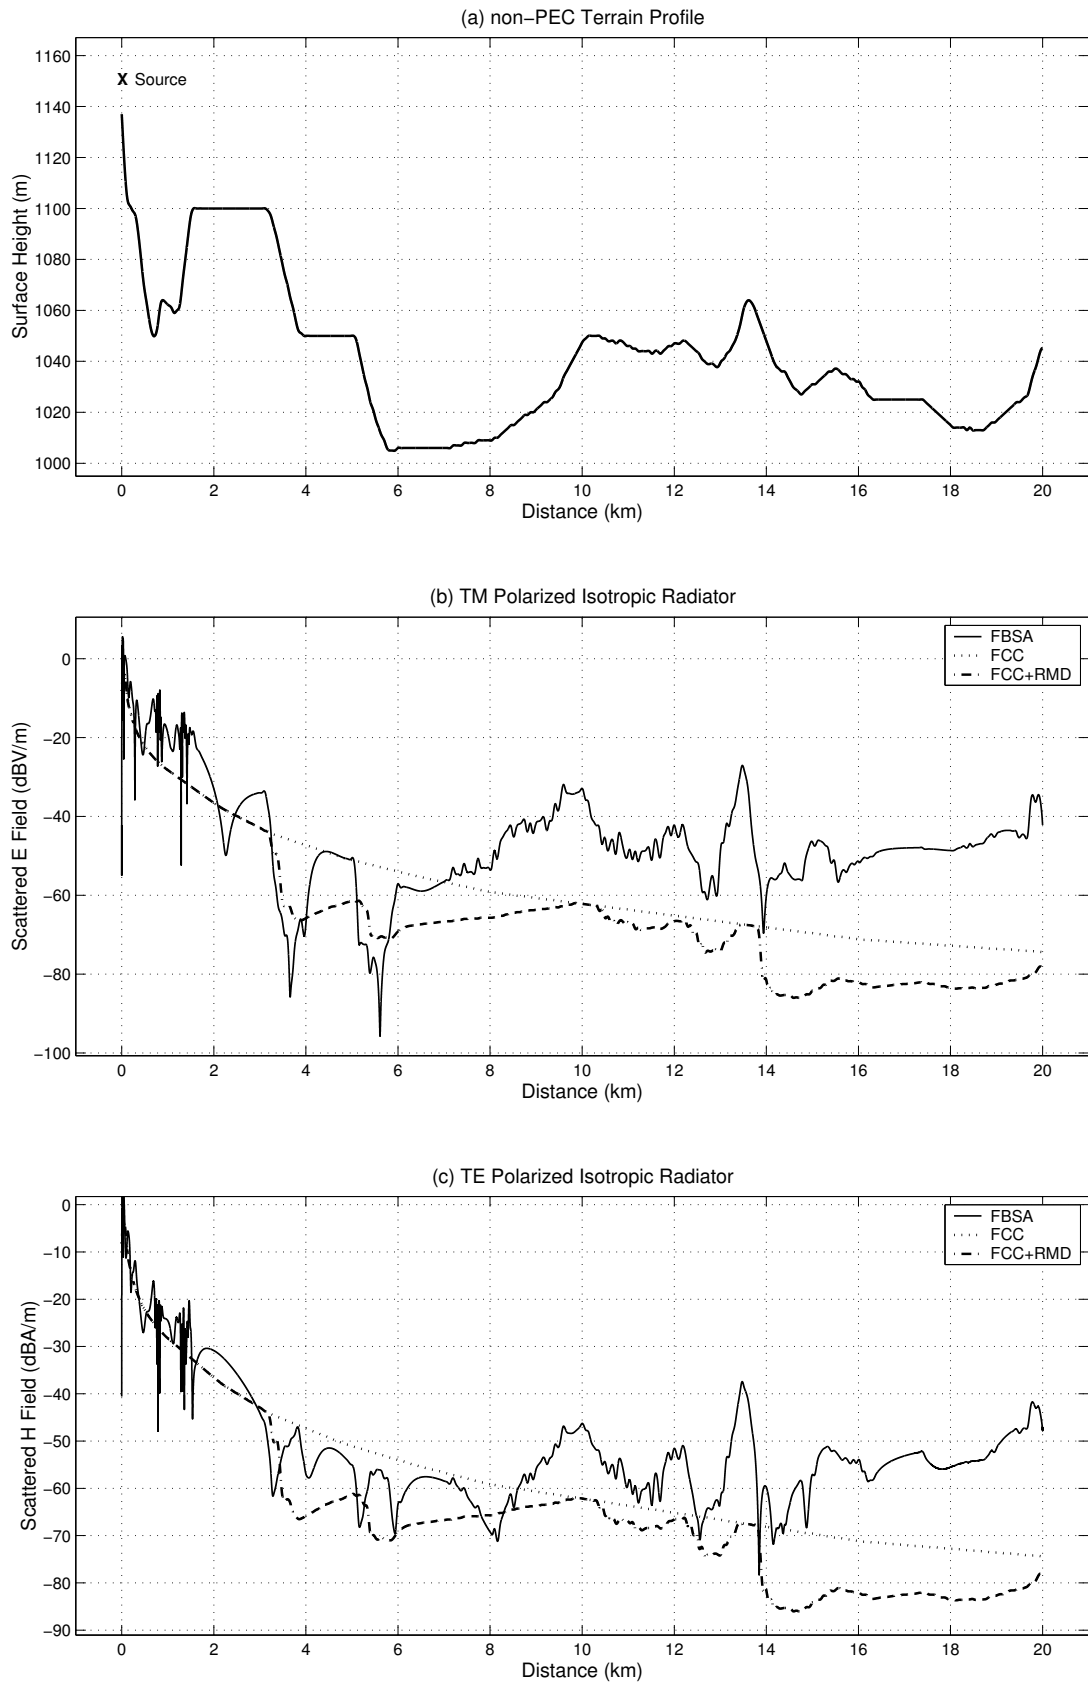 (a) non−PEC Terrain Profile
1160
X Source
1140
1120
1100
1080
1060
1040
1020
1000
Surface Height (m)
0 2 4 6 8 10 12 14 16 18 20
Distance (km)
(b) TM Polarized Isotropic Radiator
FBSA
FCC
FCC+RMD
0
−20
−40
−60
−80
−100
Scattered E Field (dBV/m)
0 2 4 6 8 10 12 14 16 18 20
Distance (km)
(c) TE Polarized Isotropic Radiator
FBSA
FCC
FCC+RMD
0
−10
−20
−30
−40
−50
−60
−70
−80
−90
Scattered H Field (dBA/m)
0 2 4 6 8 10 12 14 16 18 20
Distance (km)